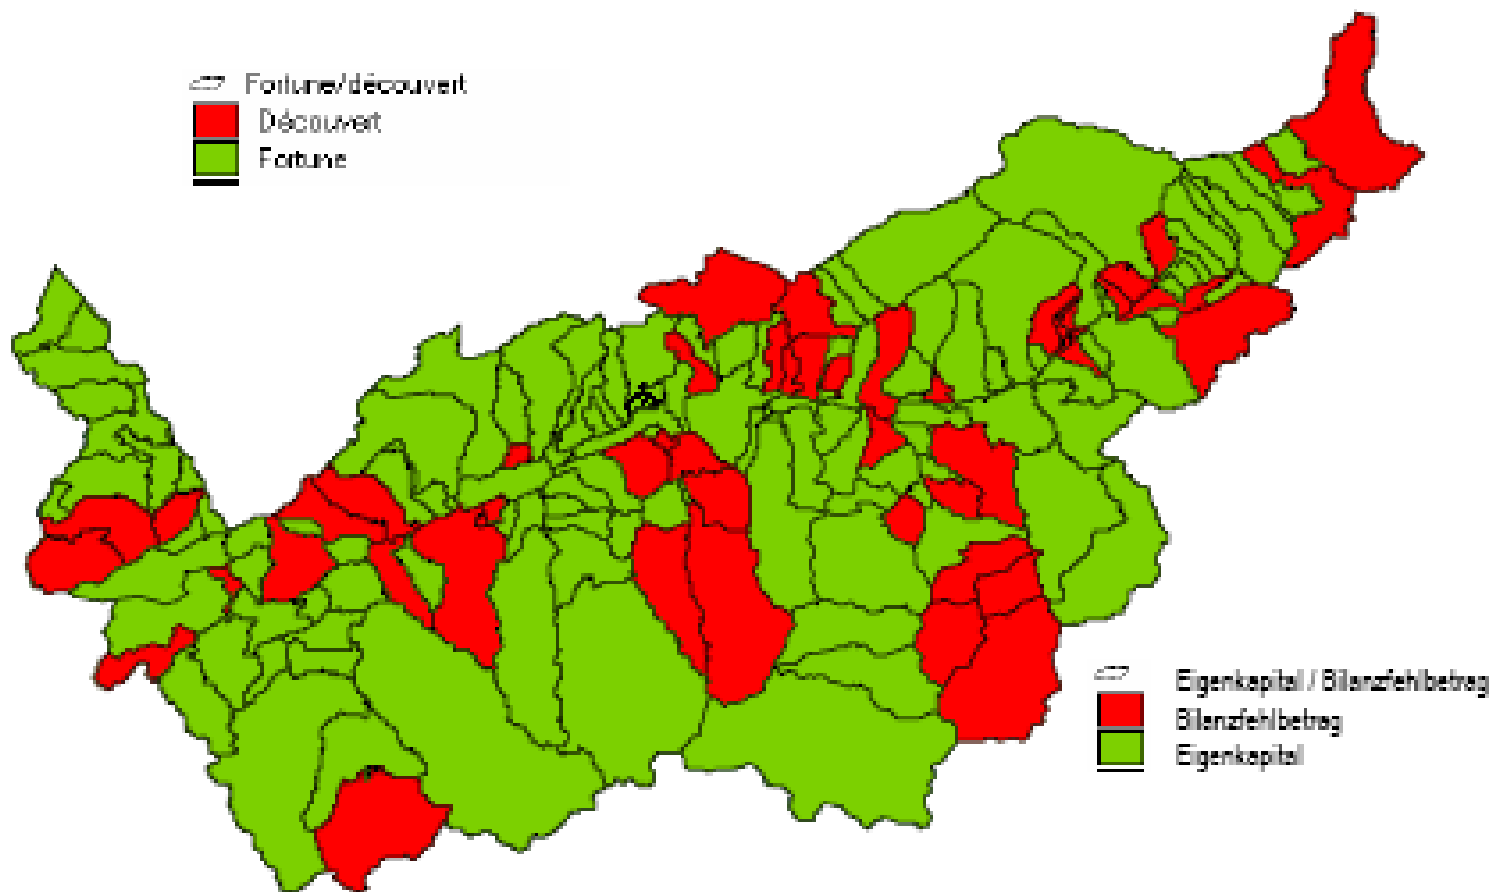 Fortune/découvert
Découvert
Fortune
Eigenkapital / Bilanzfehlbetrag
Bilanzfehlbetrag
Eigenkapital